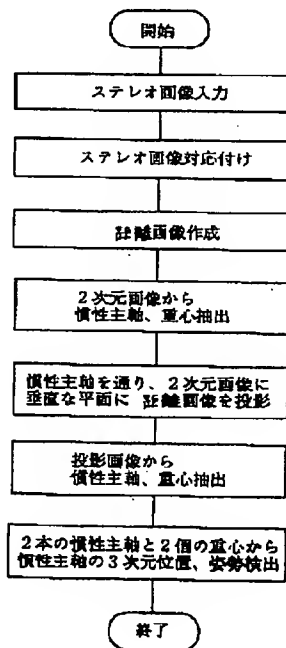 開始
ステレオ画像入力
ステレオ画像対応付け
距離画像作成
2次元画像から
慣性主軸、重心抽出
慣性主軸を通り、2次元画像に
垂直な平面に 距離画像を投影
投影画像から
慣性主軸、重心抽出
2本の慣性主軸と2個の重心から
慣性主軸の3次元位置、姿勢検出
終了